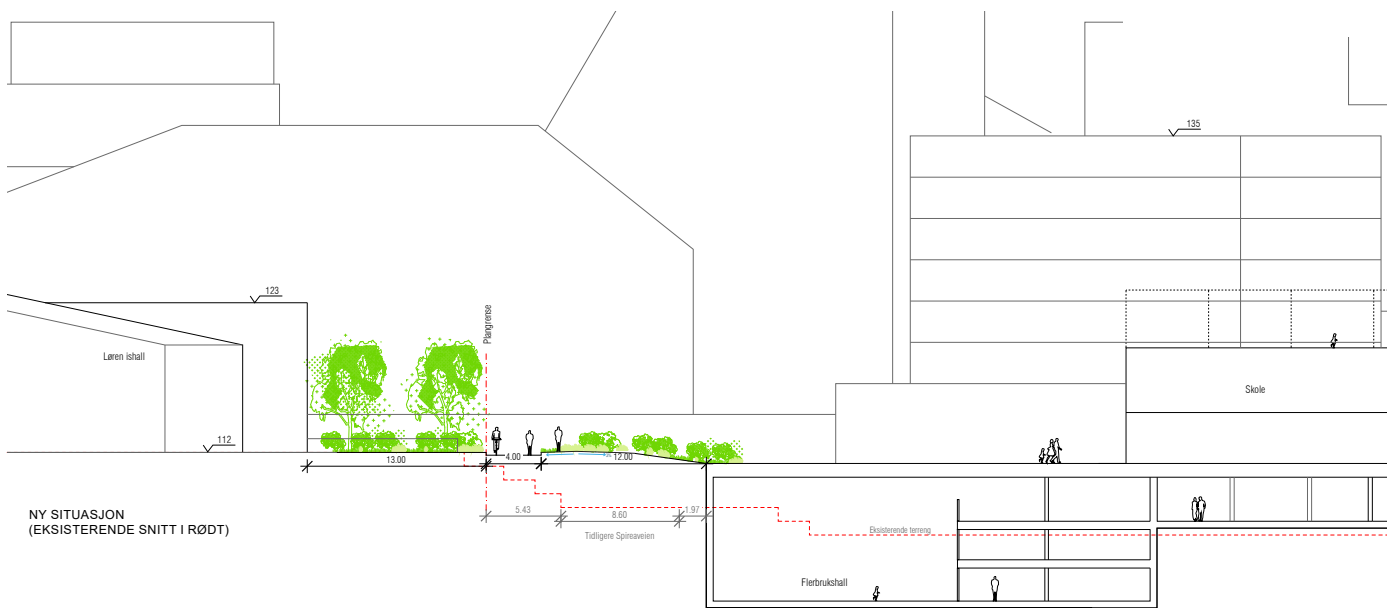 135
123
Plangrense
Løren ishall
Skole
112
13.00
4.00
12.00
NY SITUASJON
(EKSISTERENDE SNITT I RØDT)
5.43
8.60
1.97
Tidligere Spireaveien
Eksisterende terreng
Flerbrukshall